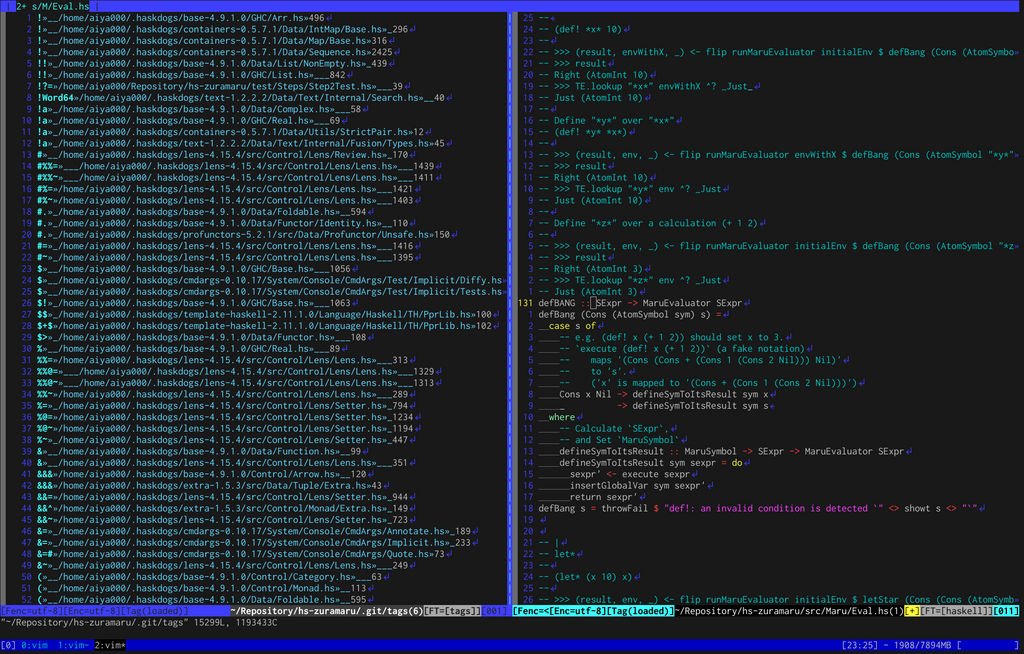 2+ s/M/Eval.hs
1 !»_/home/aiya000/.haskdogs/base-4.9.1.0/GHC/Arr.hs»496↲
2 !»__/home/aiya000/.haskdogs/containers-0.5.7.1/Data/IntMap/Base.hs»_296↲
3 !»__/home/aiya000/.haskdogs/containers-0.5.7.1/Data/Map/Base.hs»_316↲
4 !»__/home/aiya000/.haskdogs/containers-0.5.7.1/Data/Sequence.hs»2425↲
5 !!»_/home/aiya000/.haskdogs/base-4.9.1.0/Data/List/NonEmpty.hs»_439↲
6 !!»_/home/aiya000/.haskdogs/base-4.9.1.0/GHC/List.hs»___842↲
7 !?=»/home/aiya000/Repository/hs-zuramaru/test/Steps/Step2Test.hs»___39↲
8 !Word64»/home/aiya000/.haskdogs/text-1.2.2.2/Data/Text/Internal/Search.hs»__40↲
9 !a»_/home/aiya000/.haskdogs/base-4.9.1.0/Data/Complex.hs»___58↲
10 !a»_/home/aiya000/.haskdogs/base-4.9.1.0/GHC/Real.hs»___69↲
11 !a»_/home/aiya000/.haskdogs/containers-0.5.7.1/Data/Utils/StrictPair.hs»12↲
12 !a»_/home/aiya000/.haskdogs/text-1.2.2.2/Data/Text/Internal/Fusion/Types.hs»45↲
13 #»__/home/aiya000/.haskdogs/lens-4.15.4/src/Control/Lens/Review.hs»_170↲
14 #%%=»___/home/aiya000/.haskdogs/lens-4.15.4/src/Control/Lens/Lens.hs»___1439↲
15 #%%~»___/home/aiya000/.haskdogs/lens-4.15.4/src/Control/Lens/Lens.hs»___1411↲
16 #%=»/home/aiya000/.haskdogs/lens-4.15.4/src/Control/Lens/Lens.hs»___1421↲
17 #%~»/home/aiya000/.haskdogs/lens-4.15.4/src/Control/Lens/Lens.hs»___1403↲
18 #.»_/home/aiya000/.haskdogs/base-4.9.1.0/Data/Foldable.hs»__594↲
19 #.»_/home/aiya000/.haskdogs/base-4.9.1.0/Data/Functor/Identity.hs»__110↲
20 #.»_/home/aiya000/.haskdogs/profunctors-5.2.1/src/Data/Profunctor/Unsafe.hs»150↲
21 #=»_/home/aiya000/.haskdogs/lens-4.15.4/src/Control/Lens/Lens.hs»___1416↲
22 #~»_/home/aiya000/.haskdogs/lens-4.15.4/src/Control/Lens/Lens.hs»___1395↲
23 $»__/home/aiya000/.haskdogs/base-4.9.1.0/GHC/Base.hs»___1056↲
24 $»__/home/aiya000/.haskdogs/cmdargs-0.10.17/System/Console/CmdArgs/Test/Implicit/Diffy.hs»
25 $»__/home/aiya000/.haskdogs/cmdargs-0.10.17/System/Console/CmdArgs/Test/Implicit/Tests.hs»
26 $!»_/home/aiya000/.haskdogs/base-4.9.1.0/GHC/Base.hs»___1063↲
27 $$»_/home/aiya000/.haskdogs/template-haskell-2.11.1.0/Language/Haskell/TH/PprLib.hs»100↲
28 $+$»/home/aiya000/.haskdogs/template-haskell-2.11.1.0/Language/Haskell/TH/PprLib.hs»102↲
29 $>»_/home/aiya000/.haskdogs/base-4.9.1.0/Data/Functor.hs»___108↲
30 %»__/home/aiya000/.haskdogs/base-4.9.1.0/GHC/Real.hs»___89↲
31 %%=»/home/aiya000/.haskdogs/lens-4.15.4/src/Control/Lens/Lens.hs»___313↲
32 %%@=»___/home/aiya000/.haskdogs/lens-4.15.4/src/Control/Lens/Lens.hs»___1329↲
33 %%@~»___/home/aiya000/.haskdogs/lens-4.15.4/src/Control/Lens/Lens.hs»___1313↲
34 %%~»/home/aiya000/.haskdogs/lens-4.15.4/src/Control/Lens/Lens.hs»___289↲
35 %=»_/home/aiya000/.haskdogs/lens-4.15.4/src/Control/Lens/Setter.hs»_794↲
36 %@=»/home/aiya000/.haskdogs/lens-4.15.4/src/Control/Lens/Setter.hs»_1234↲
37 %@~»/home/aiya000/.haskdogs/lens-4.15.4/src/Control/Lens/Setter.hs»_1194↲
38 %~»_/home/aiya000/.haskdogs/lens-4.15.4/src/Control/Lens/Setter.hs»_447↲
39 &»__/home/aiya000/.haskdogs/base-4.9.1.0/Data/Function.hs»__99↲
40 &»__/home/aiya000/.haskdogs/lens-4.15.4/src/Control/Lens/Lens.hs»___351↲
41 &&&»/home/aiya000/.haskdogs/base-4.9.1.0/Control/Arrow.hs»__120↲
42 &&&»/home/aiya000/.haskdogs/extra-1.5.3/src/Data/Tuple/Extra.hs»43↲
43 &&=»/home/aiya000/.haskdogs/lens-4.15.4/src/Control/Lens/Setter.hs»_944↲
44 &&^»/home/aiya000/.haskdogs/extra-1.5.3/src/Control/Monad/Extra.hs»_149↲
45 &&~»/home/aiya000/.haskdogs/lens-4.15.4/src/Control/Lens/Setter.hs»_723↲
46 &=»_/home/aiya000/.haskdogs/cmdargs-0.10.17/System/Console/CmdArgs/Annotate.hs»_189↲
47 &=»_/home/aiya000/.haskdogs/cmdargs-0.10.17/System/Console/CmdArgs/Implicit.hs»_233↲
48 &=#»/home/aiya000/.haskdogs/cmdargs-0.10.17/System/Console/CmdArgs/Quote.hs»73↲
49 &~»_/home/aiya000/.haskdogs/lens-4.15.4/src/Control/Lens/Lens.hs»___249↲
50 (»__/home/aiya000/.haskdogs/base-4.9.1.0/Control/Category.hs»___63↲
51 (»__/home/aiya000/.haskdogs/base-4.9.1.0/Control/Monad.hs»__113↲
52 (»__/home/aiya000/.haskdogs/base-4.9.1.0/Data/Foldable.hs»__595↲
[Fenc=utf-8][Enc=utf-8][Tag(loaded)] ~/Repository/hs-zuramaru/.git/tags(6)[FT=[tags]][001]
25 --↲
24 -- (def! *x* 10)↲
23 --↲
22 -- >>> (result, envWithX, _) <- flip runMaruEvaluator initialEnv $ defBang (Cons (AtomSymbo»
21 -- >>> result↲
20 -- Right (AtomInt 10)↲
19 -- >>> TE.lookup "*x*" envWithX ^? _Just_↲
18 -- Just (AtomInt 10)↲
17 --↲
16 -- Define "*y*" over "*x*"↲
15 -- (def! *y* *x*)↲
14 --↲
13 -- >>> (result, env, _) <- flip runMaruEvaluator envWithX $ defBang (Cons (AtomSymbol "*y*"»
12 -- >>> result↲
11 -- Right (AtomInt 10)↲
10 -- >>> TE.lookup "*y*" env ^? _Just↲
9 -- Just (AtomInt 10)↲
8 --↲
7 -- Define "*z*" over a calculation (+ 1 2)↲
6 --↲
5 -- >>> (result, env, _) <- flip runMaruEvaluator initialEnv $ defBang (Cons (AtomSymbol "*z»
4 -- >>> result↲
3 -- Right (AtomInt 3)↲
2 -- >>> TE.lookup "*z*" env ^? _Just↲
1 -- Just (AtomInt 3)↲
131 defBANG :: SExpr -> MaruEvaluator SExpr↲
1 defBang (Cons (AtomSymbol sym) s) =↲
2 __case s of↲
3 ____-- e.g. (def! x (+ 1 2)) should set x to 3.↲
4 ____-- `execute (def! x (+ 1 2))` (a fake notation)↲
5 ____--   maps '(Cons (Cons + (Cons 1 (Cons 2 Nil))) Nil)'↲
6 ____--   to 's'.↲
7 ____--   ('x' is mapped to '(Cons + (Cons 1 (Cons 2 Nil)))')↲
8 ____Cons x Nil -> defineSymToItsResult sym x↲
9 _____          -> defineSymToItsResult sym s↲
10 __where↲
11 ____-- Calculate `SExpr`,↲
12 ____-- and Set `MaruSymbol`↲
13 ____defineSymToItsResult :: MaruSymbol -> SExpr -> MaruEvaluator SExpr↲
14 ____defineSymToItsResult sym sexpr = do↲
15 ______sexpr' <- execute sexpr↲
16 ______insertGlobalVar sym sexpr'↲
17 ______return sexpr'↲
18 defBang s = throwFail $ "def!: an invalid condition is detected `" <> showt s <> "`"↲
19 ↲
20 ↲
21 -- |↲
22 -- let*↲
23 --↲
24 -- (let* (x 10) x)↲
25 --↲
26 -- >>> (result, env, _) <- flip runMaruEvaluator initialEnv $ letStar (Cons (Cons (AtomSymb»
[Fenc=<[Enc=utf-8][Tag(loaded)] ~/Repository/hs-zuramaru/src/Maru/Eval.hs(1)[+][FT=[haskell]][011]
"~/Repository/hs-zuramaru/.git/tags" 15299L, 1193433C
[0] 0:vim  1:vim- 2:vim* [23:25] - 1908/7894MB [ ]